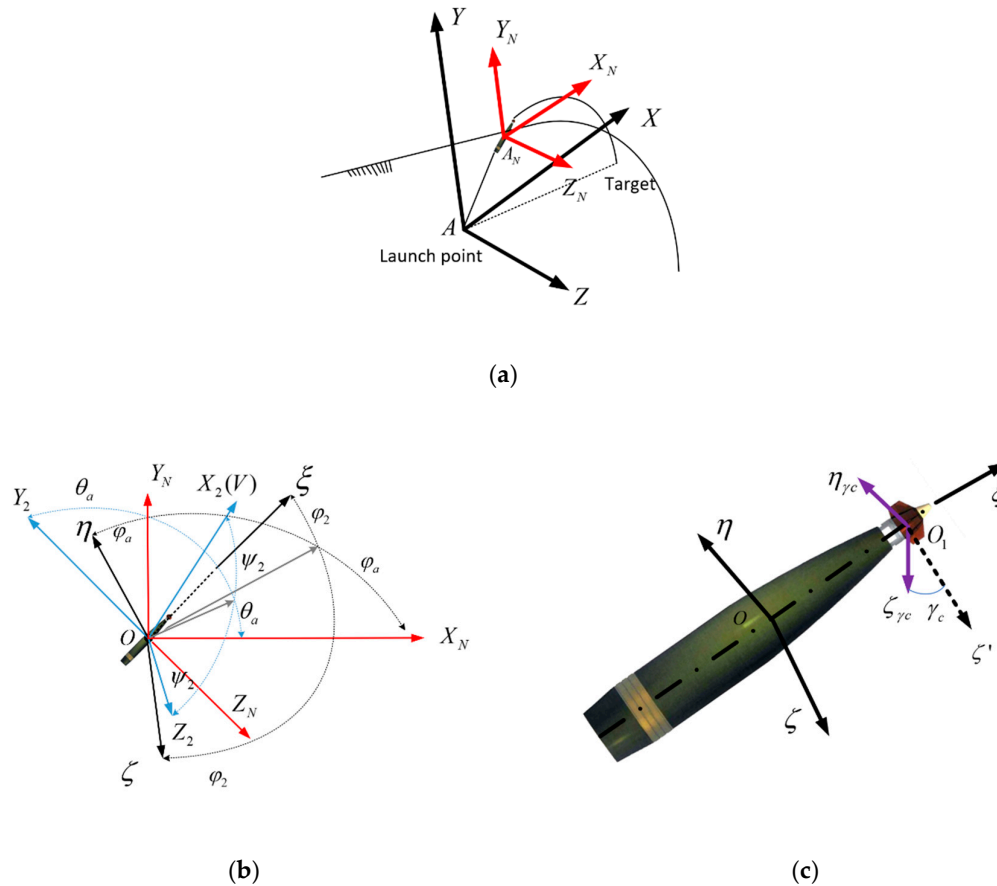 Y
Y_N
X_N
X
A_N
Z_N
Target
A
Launch point
Z
(a)
Y_N
X_2(V)
ξ
Y_2
θ_a
η
φ_a
φ_2
ψ_2
φ_a
θ_a
O
X_N
ψ_2
Z_N
Z_2
ζ
φ_2
(b)
η_γc
η
O_1
O
ζ_γc
γ_c
ζ'
ζ
(c)